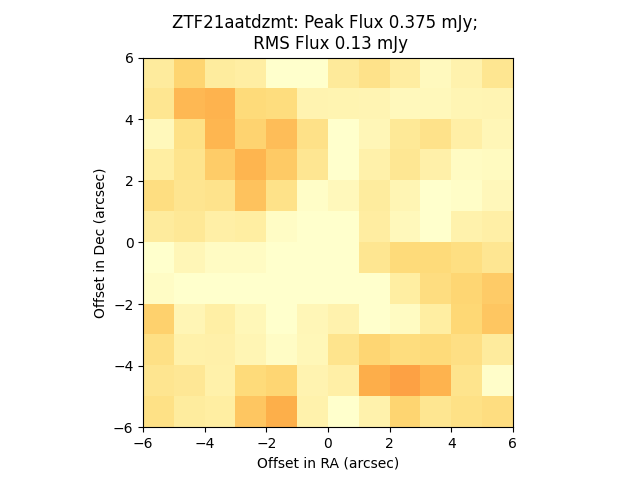 ZTF21aatdzmt: Peak Flux 0.375 mJy;
RMS Flux 0.13 mJy
6
4
2
0
−2
−4
−6
Offset in Dec (arcsec)
−6 −4 −2 0 2 4 6
Offset in RA (arcsec)